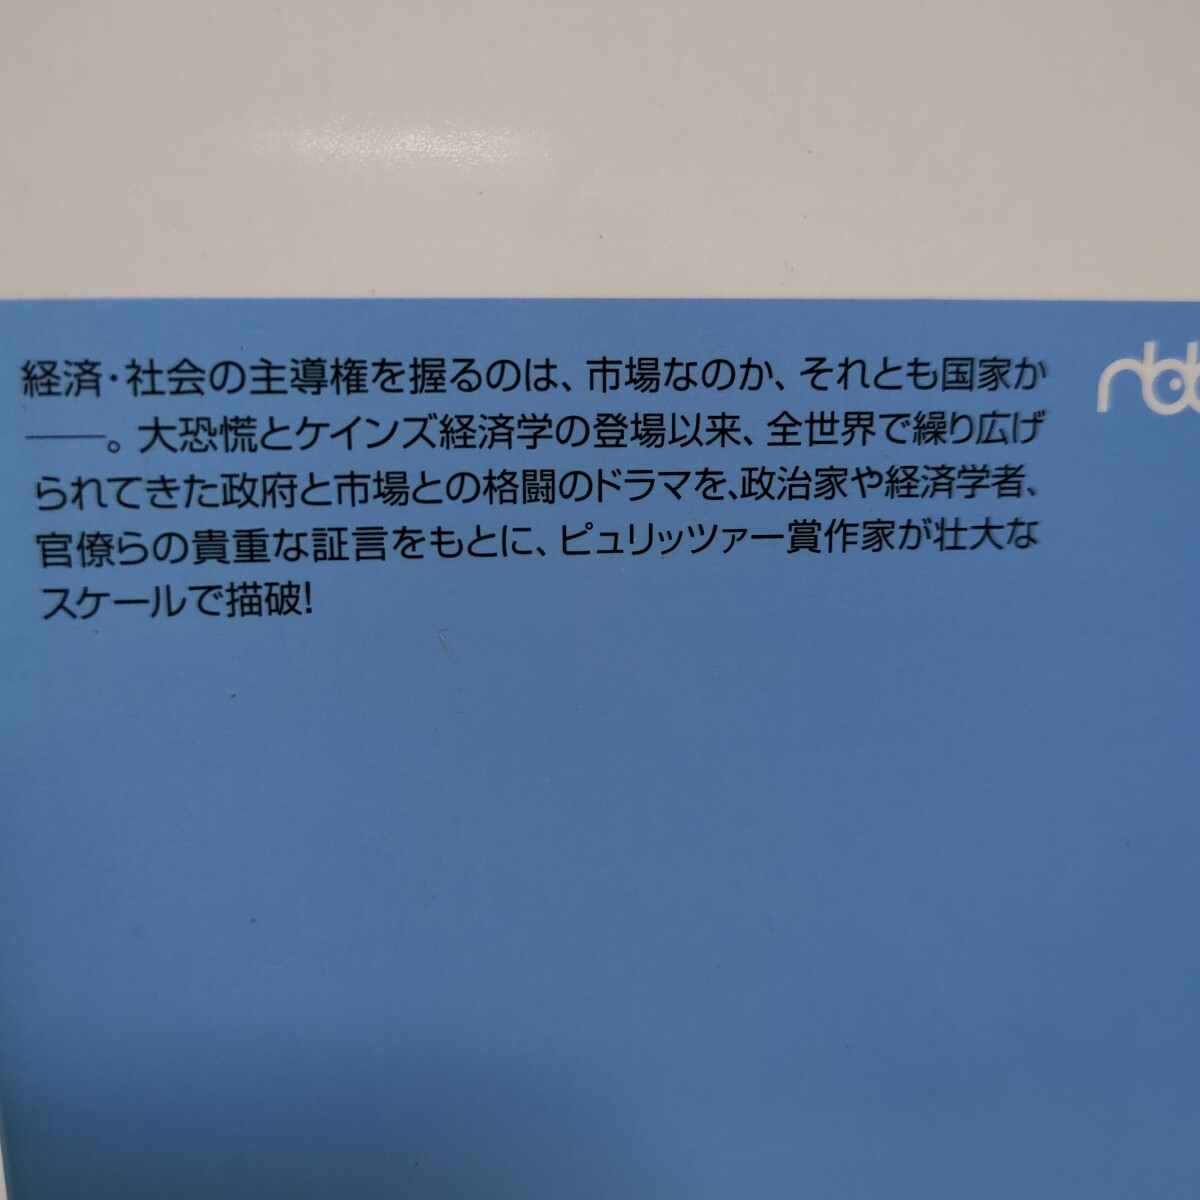 経済・社会の主導権を握るのは、市場なのか、それとも国家か
――。大恐慌とケインズ経済学の登場以来、全世界で繰り広げ
られてきた政府と市場との格闘のドラマを、政治家や経済学者、
官僚らの貴重な証言をもとに、ピュリッツァー賞作家が壮大な
スケールで描破!